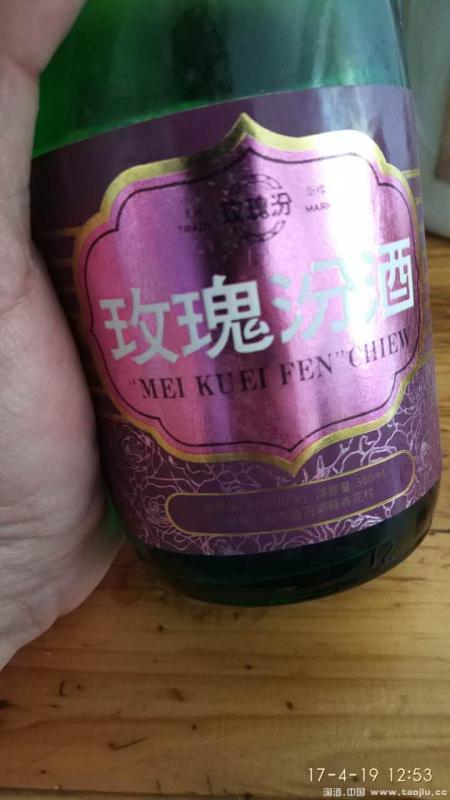 TRADE 玫瑰汾 MARK
玫瑰汾酒
"MEI KUEI FEN" CHIEW
净容量:500mL
17-4-19 12:53
淘酒.中国 www.taojiu.cc